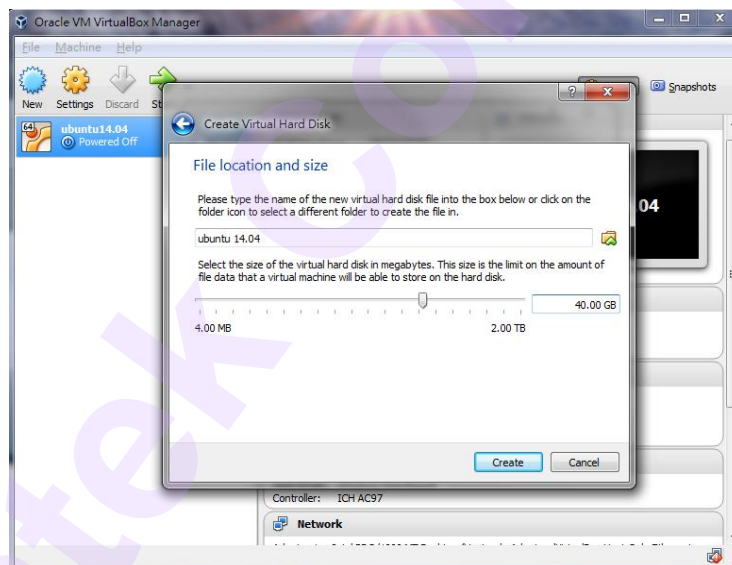 Oracle VM VirtualBox Manager
File Machine Help
New Settings Discard
Snapshots
64
ubuntu14.04
Powered Off
Create Virtual Hard Disk
File location and size
Please type the name of the new virtual hard disk file into the box below or click on the
folder icon to select a different folder to create the file in.
ubuntu 14.04
Select the size of the virtual hard disk in megabytes. This size is the limit on the amount of
file data that a virtual machine will be able to store on the hard disk.
40.00 GB
4.00 MB 2.00 TB
Create Cancel
04
Controller: ICH AC97
Network